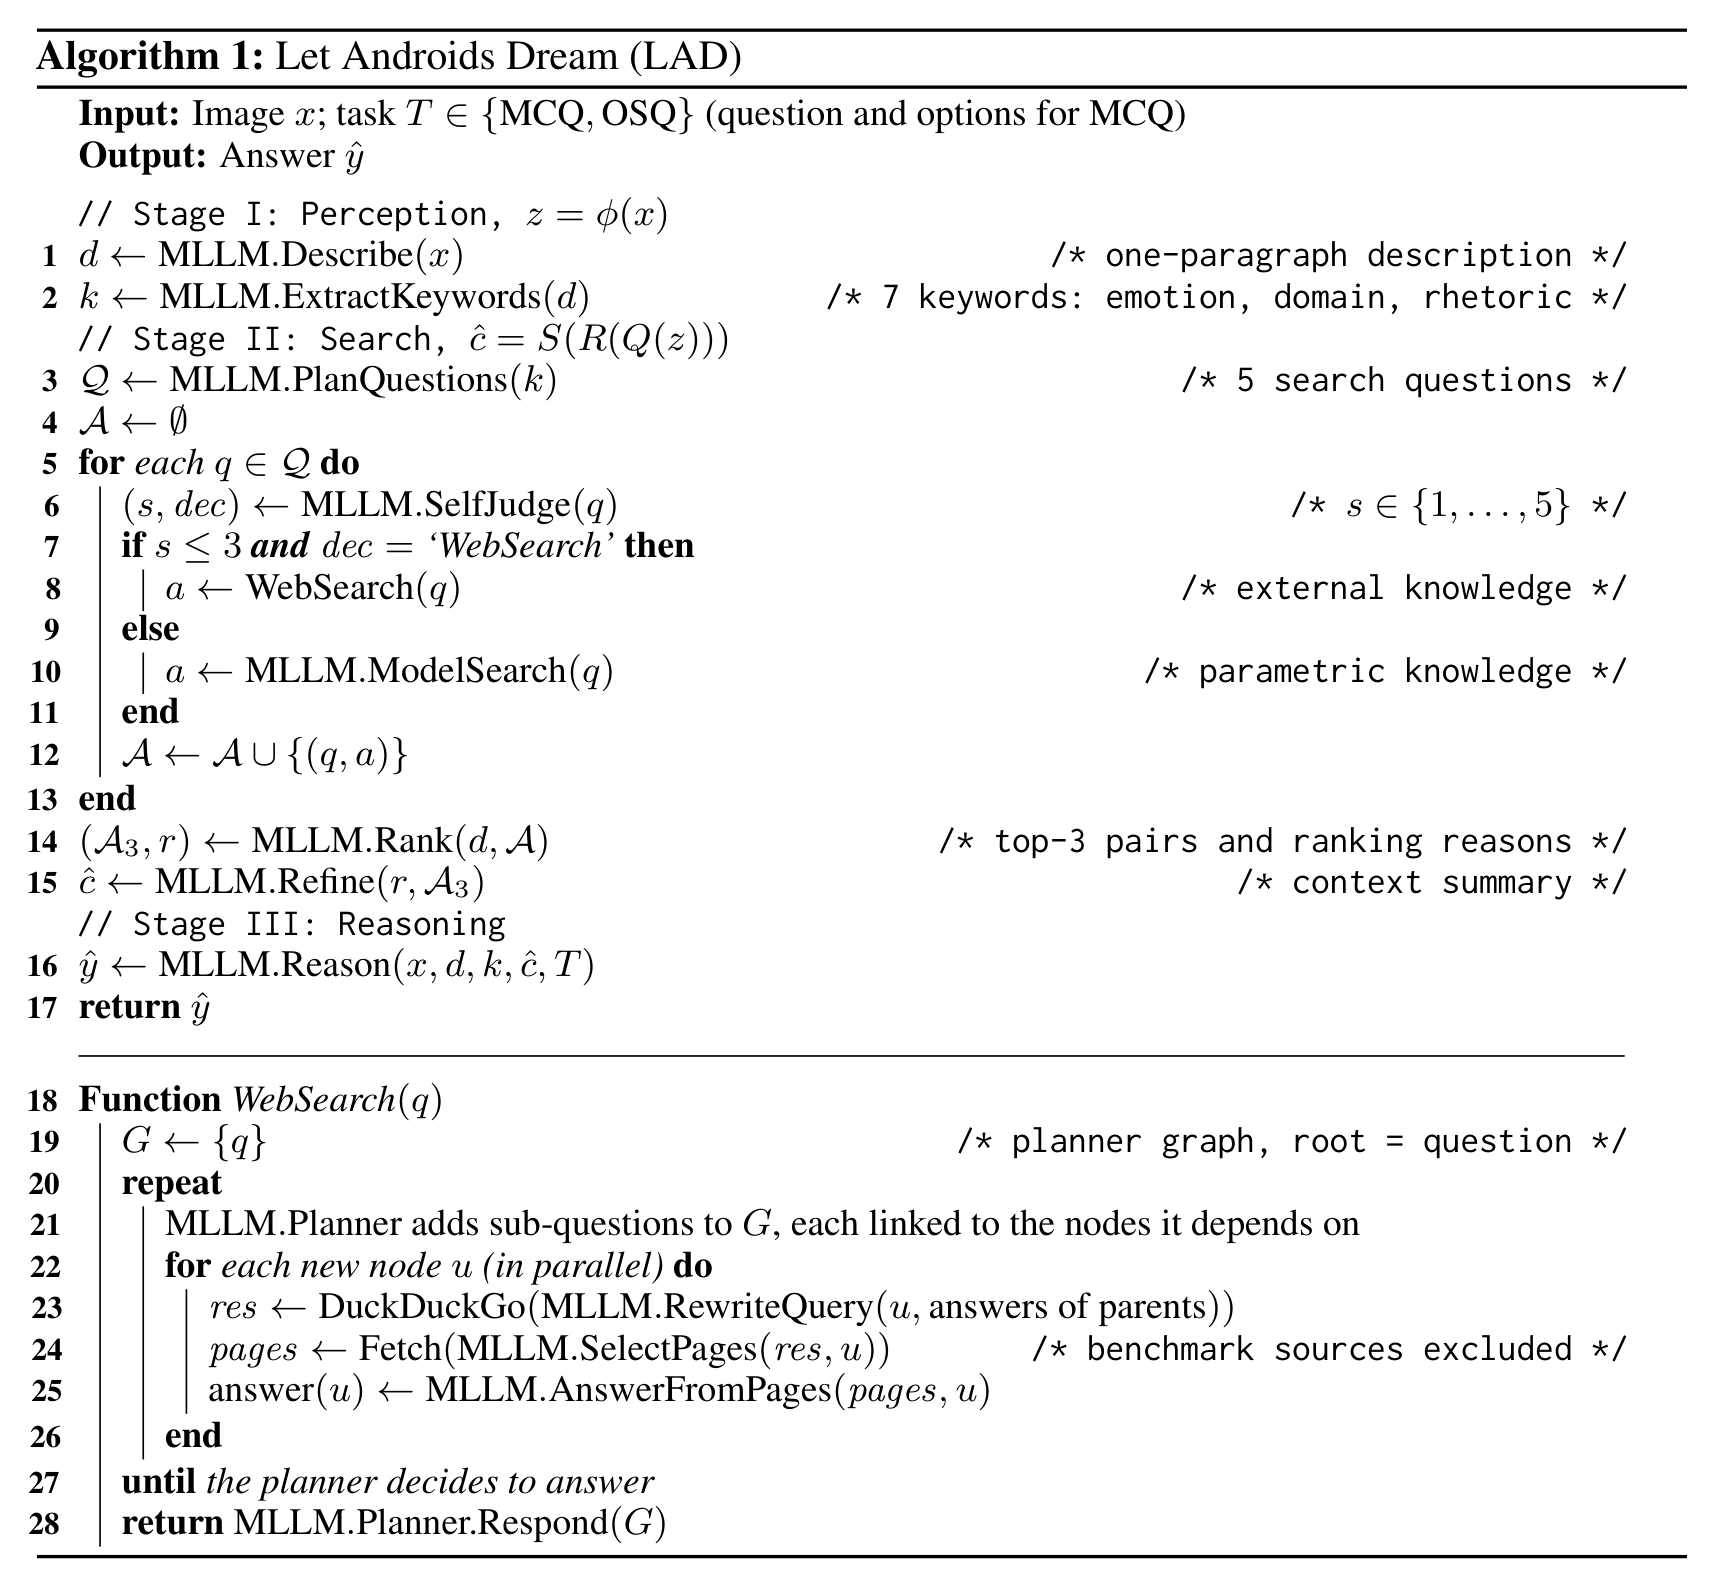 Algorithm 1: Let Androids Dream (LAD)
Input: Image x; task T ∈ {MCQ, OSQ} (question and options for MCQ)
Output: Answer ŷ
// Stage I: Perception, z = ϕ(x)
1 d ← MLLM.Describe(x) /* one-paragraph description */
2 k ← MLLM.ExtractKeywords(d) /* 7 keywords: emotion, domain, rhetoric */
// Stage II: Search, ĉ = S(R(Q(z)))
3 𝒬 ← MLLM.PlanQuestions(k) /* 5 search questions */
4 𝒜 ← ∅
5 for each q ∈ 𝒬 do
6 (s, dec) ← MLLM.SelfJudge(q) /* s ∈ {1, . . . , 5} */
7 if s ≤ 3 and dec = ‘WebSearch’ then
8 a ← WebSearch(q) /* external knowledge */
9 else
10 a ← MLLM.ModelSearch(q) /* parametric knowledge */
11 end
12 𝒜 ← 𝒜 ∪ {(q, a)}
13 end
14 (𝒜₃, r) ← MLLM.Rank(d, 𝒜) /* top-3 pairs and ranking reasons */
15 ĉ ← MLLM.Refine(r, 𝒜₃) /* context summary */
// Stage III: Reasoning
16 ŷ ← MLLM.Reason(x, d, k, ĉ, T)
17 return ŷ
18 Function WebSearch(q)
19 G ← {q} /* planner graph, root = question */
20 repeat
21 MLLM.Planner adds sub-questions to G, each linked to the nodes it depends on
22 for each new node u (in parallel) do
23 res ← DuckDuckGo(MLLM.RewriteQuery(u, answers of parents))
24 pages ← Fetch(MLLM.SelectPages(res, u)) /* benchmark sources excluded */
25 answer(u) ← MLLM.AnswerFromPages(pages, u)
26 end
27 until the planner decides to answer
28 return MLLM.Planner.Respond(G)